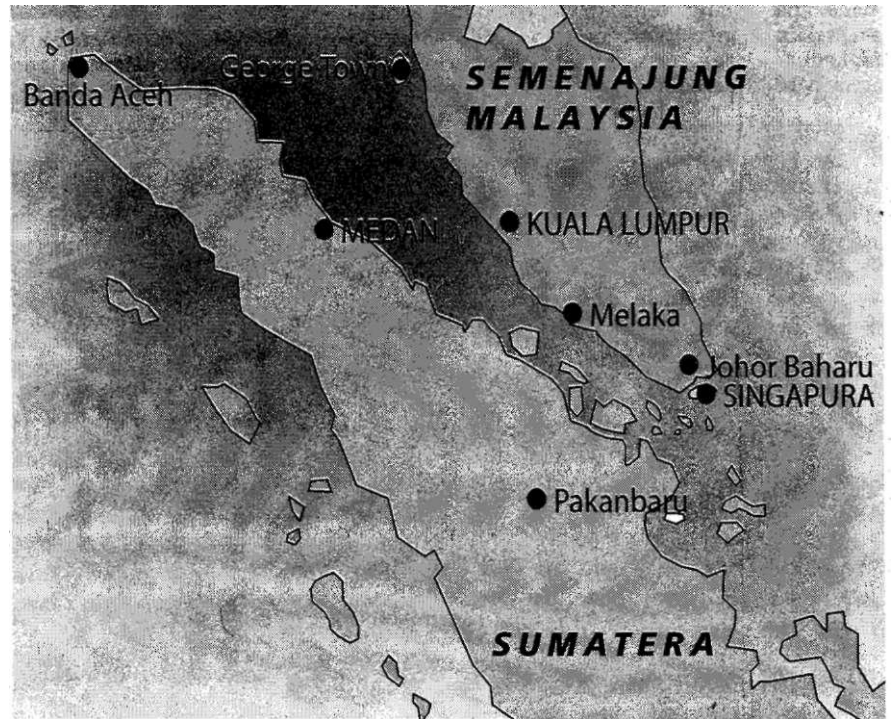 George Town
Banda Aceh
SEMENAJUNG
MALAYSIA
MEDAN
KUALA LUMPUR
Melaka
Johor Baharu
SINGAPURA
Pakanbaru
SUMATERA